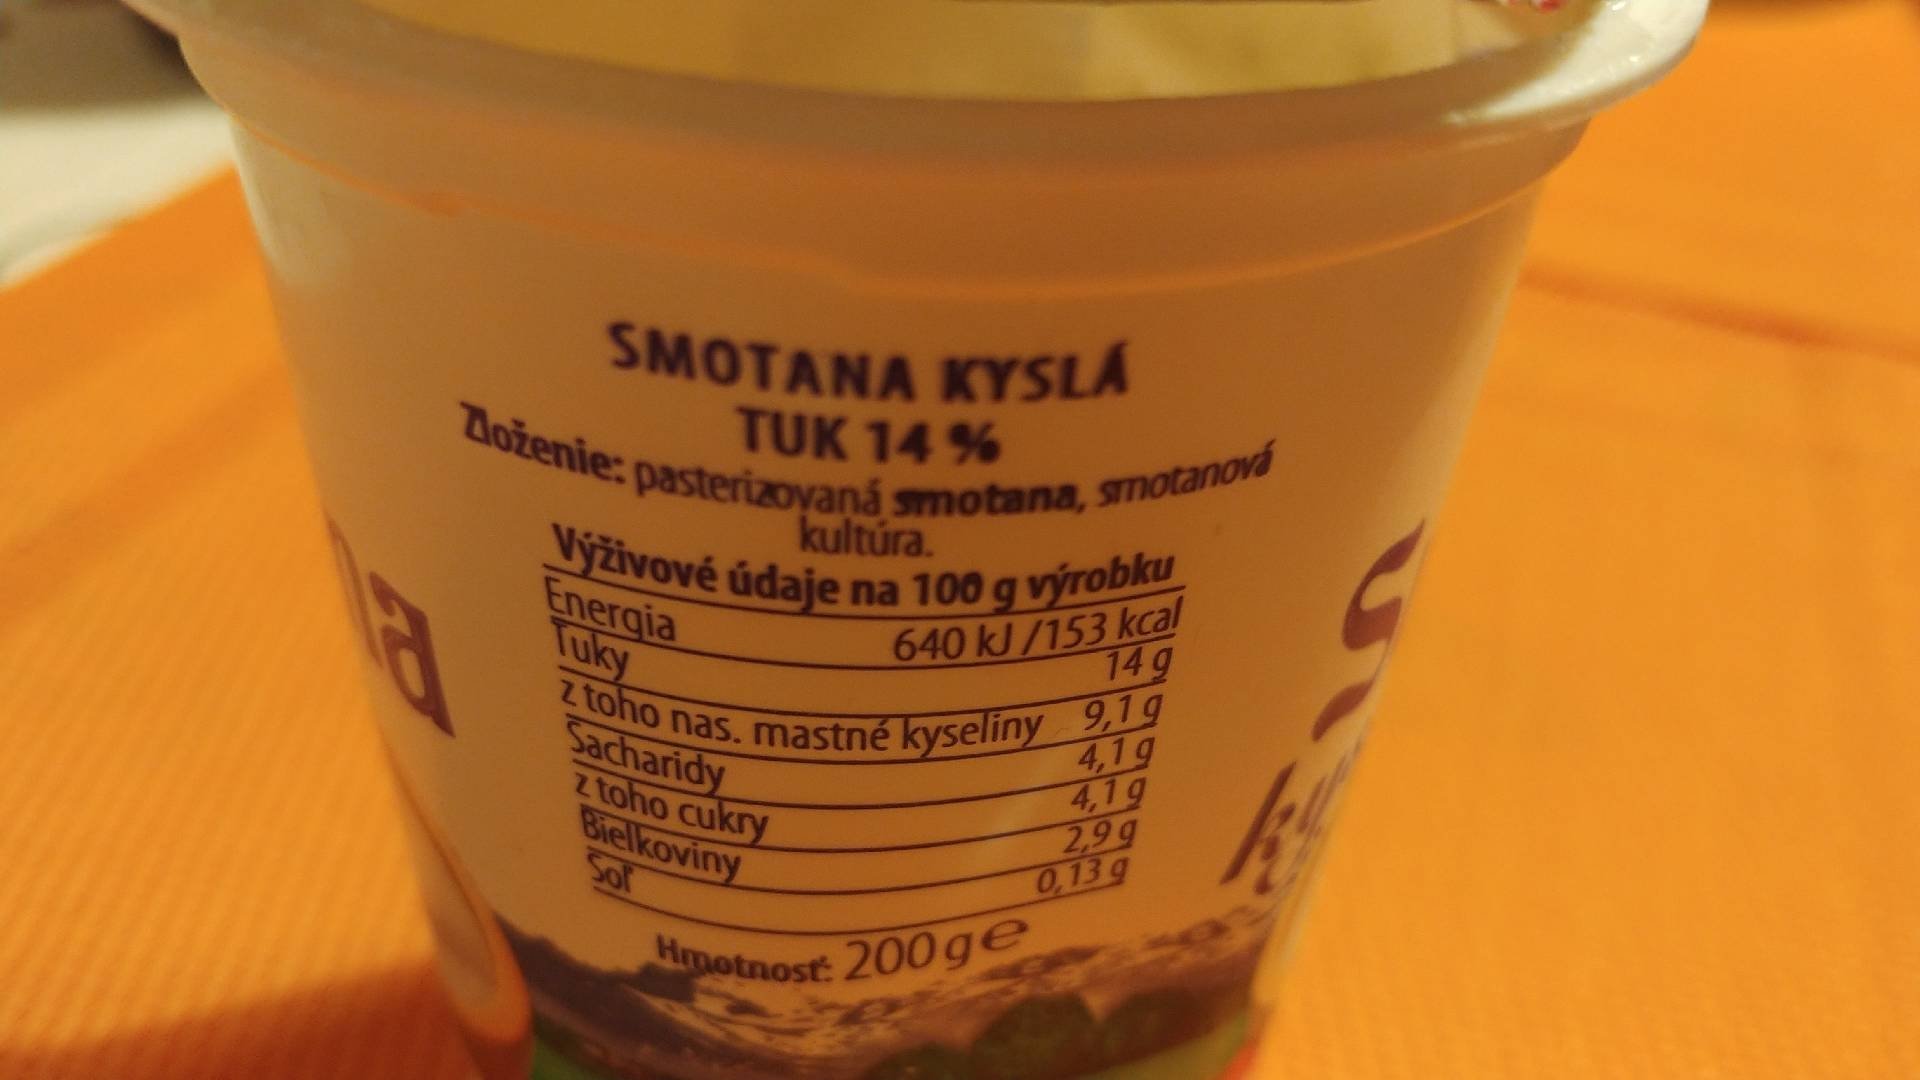 SMOTANA KYSLÁ
TUK 14 %
Zloženie: pasterizovaná smotana, smotanová
kultúra.
Výživové údaje na 100 g výrobku
Energia 640 kJ /153 kcal
Tuky 14 g
z toho nas. mastné kyseliny 9,1 g
Sacharidy 4,1 g
z toho cukry 4,1 g
Bielkoviny 2,9 g
Soľ 0,13 g
Hmotnosť: 200 g e